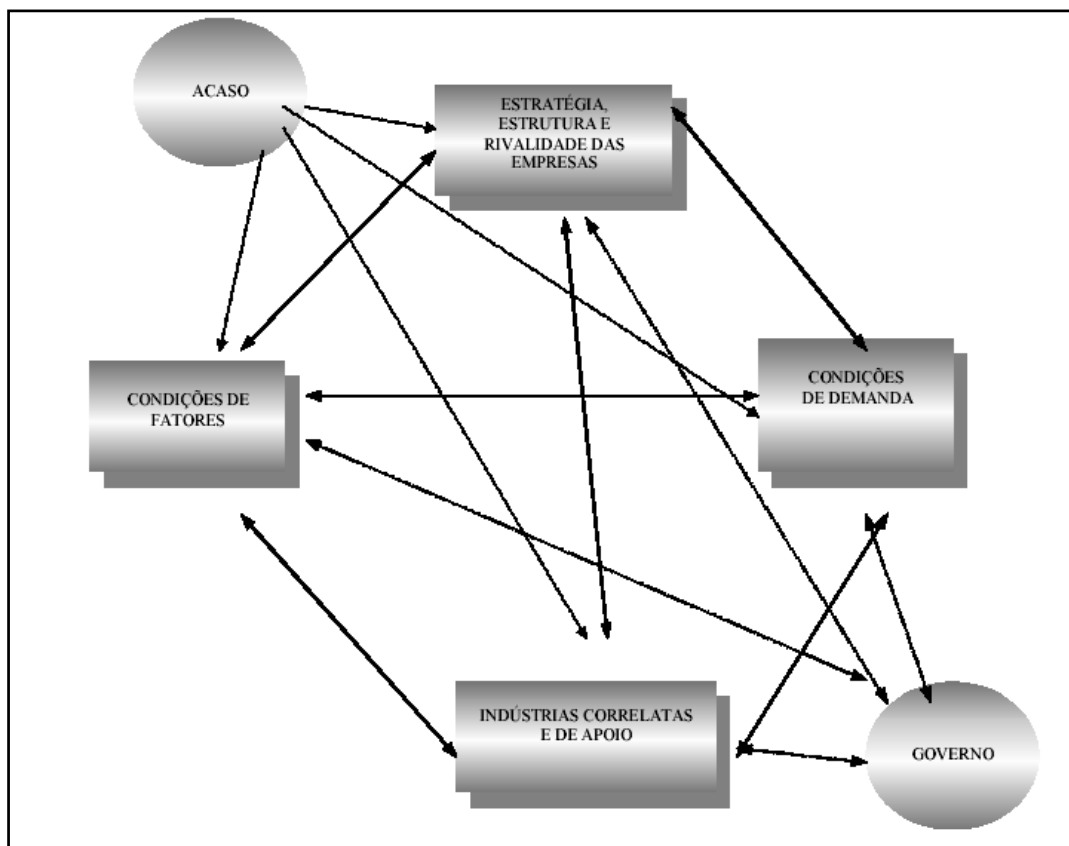 ACASO
ESTRATÉGIA,
ESTRUTURA E
RIVALIDADE DAS
EMPRESAS
CONDIÇÕES DE
FATORES
CONDIÇÕES
DE DEMANDA
INDÚSTRIAS CORRELATAS
E DE APOIO
GOVERNO